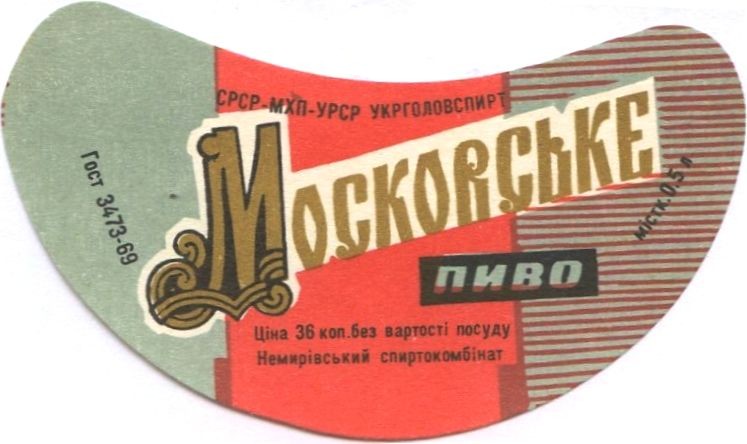 СРСР-МХП-УРСР УКРГОЛОВСПИРТ
Гост 3473-69
МОСКОВСЬКЕ
ПИВО
містк. 0,5 л
Ціна 36 коп. без вартості посуду
Немирівський спиртокомбінат